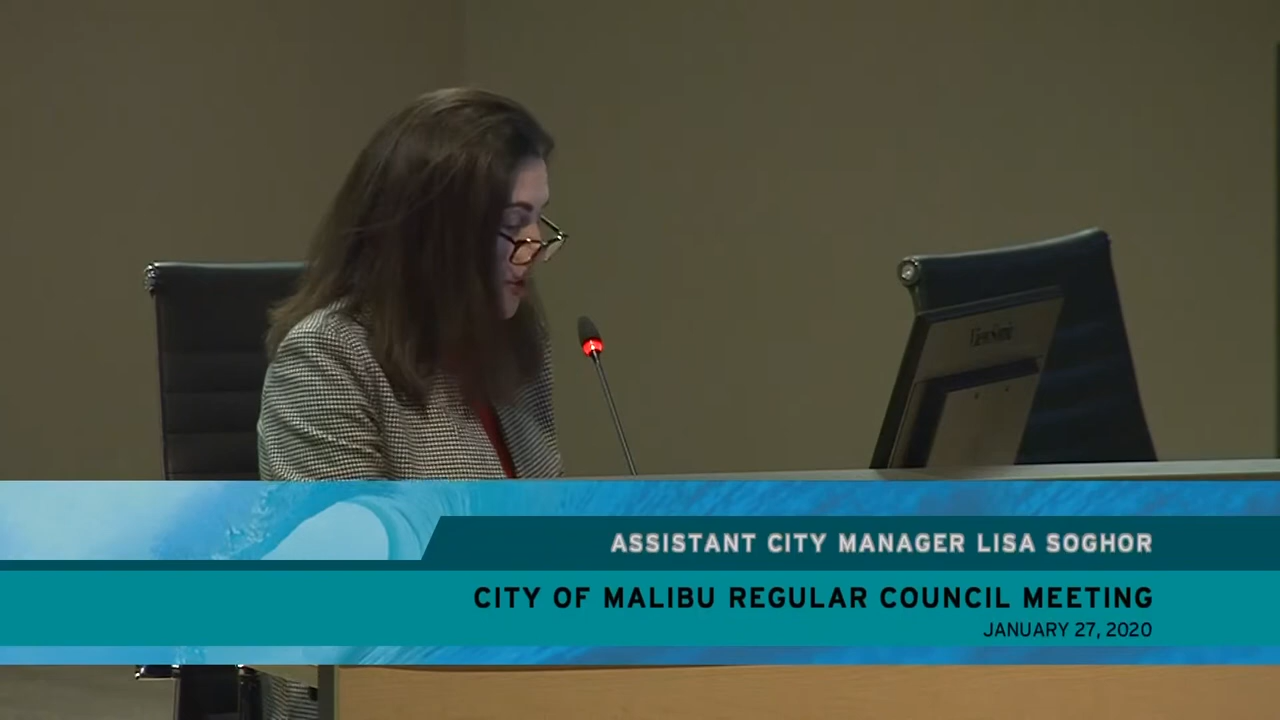 ASSISTANT CITY MANAGER LISA SOGHOR
CITY OF MALIBU REGULAR COUNCIL MEETING
JANUARY 27, 2020